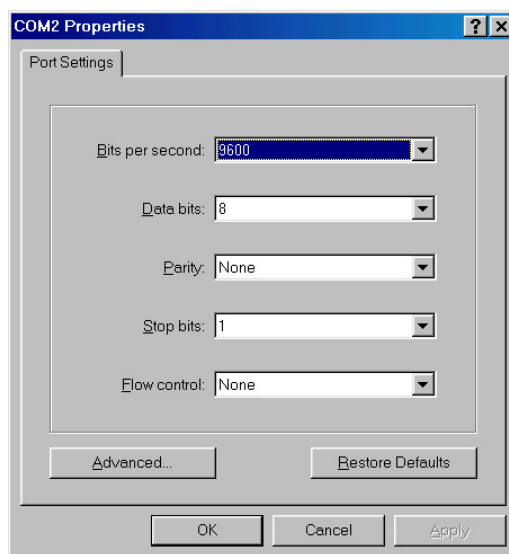 COM2 Properties
Port Settings
Bits per second: 9600
Data bits: 8
Parity: None
Stop bits: 1
Flow control: None
Advanced... Restore Defaults
OK Cancel Apply